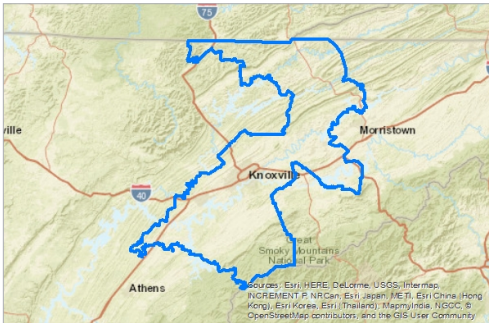 75
ville
Morristown
Knoxville
40
Great
Smoky Mountains
National Park
Athens
Sources: Esri, HERE, DeLorme, USGS, Intermap,
INCREMENT P, NRCan, Esri Japan, METI, Esri China (Hong
Kong), Esri Korea, Esri (Thailand), MapmyIndia, NGCC, ©
OpenStreetMap contributors, and the GIS User Community